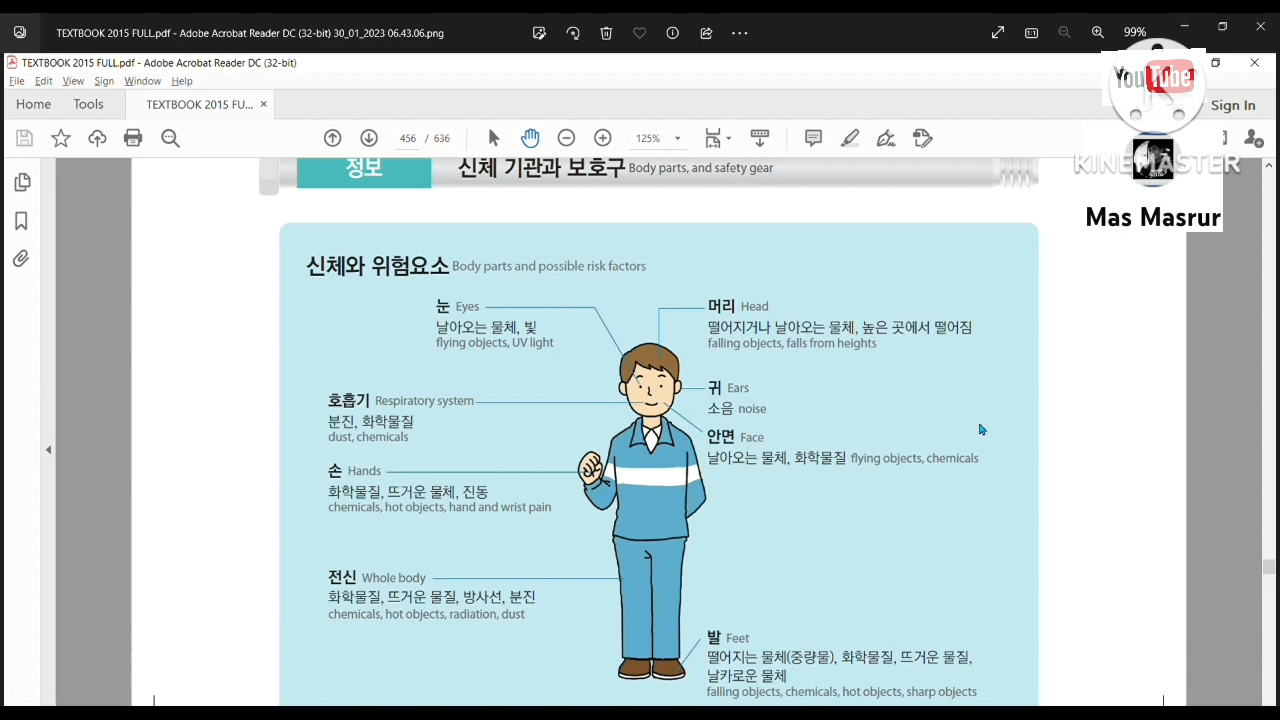 TEXTBOOK 2015 FULL.pdf - Adobe Acrobat Reader DC (32-bit) 30_01_2023 06.43.06.png
99%
TEXTBOOK 2015 FULL.pdf - Adobe Acrobat Reader DC (32-bit)
File Edit View Sign Window Help
Home Tools TEXTBOOK 2015 FU... × Sign In
456 / 636 125%
YouTube
KINEMASTER
Mas Masrur
정보 신체 기관과 보호구 Body parts, and safety gear
신체와 위험요소 Body parts and possible risk factors
눈 Eyes
날아오는 물체, 빛
flying objects, UV light
머리 Head
떨어지거나 날아오는 물체, 높은 곳에서 떨어짐
falling objects, falls from heights
호흡기 Respiratory system
분진, 화학물질
dust, chemicals
귀 Ears
소음 noise
안면 Face
날아오는 물체, 화학물질 flying objects, chemicals
손 Hands
화학물질, 뜨거운 물체, 진동
chemicals, hot objects, hand and wrist pain
전신 Whole body
화학물질, 뜨거운 물질, 방사선, 분진
chemicals, hot objects, radiation, dust
발 Feet
떨어지는 물체(중량물), 화학물질, 뜨거운 물질,
날카로운 물체
falling objects, chemicals, hot objects, sharp objects